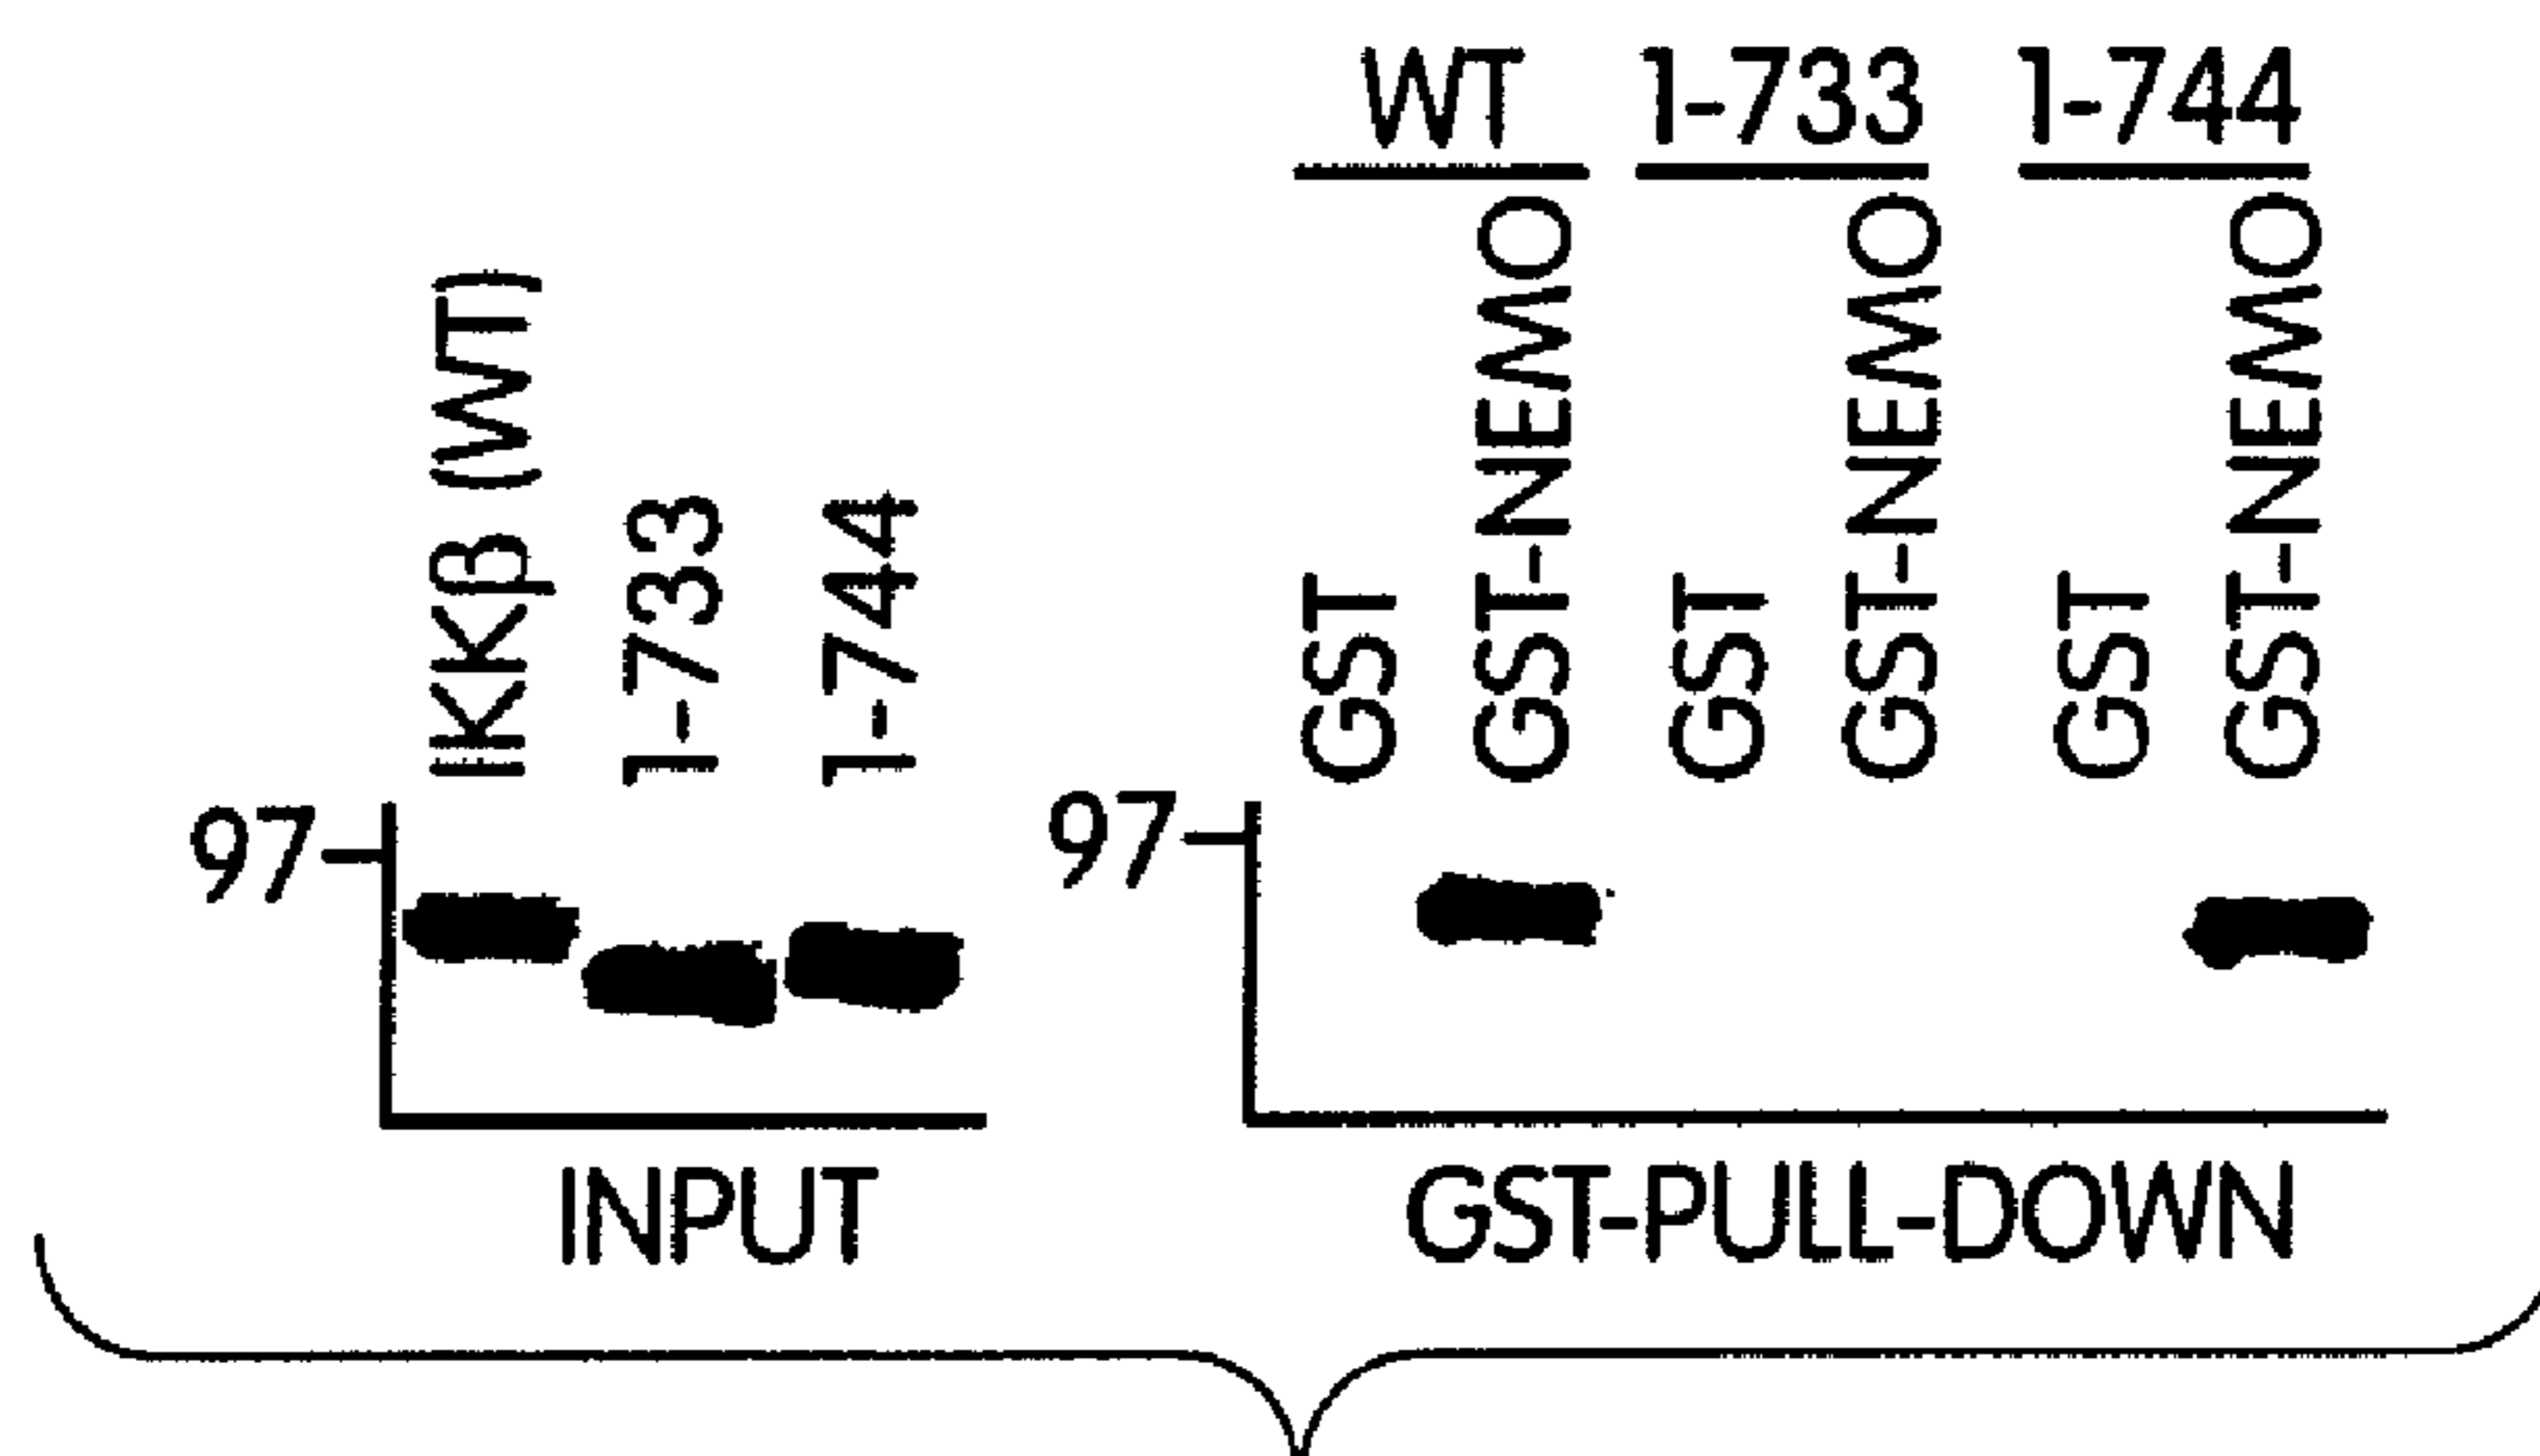 IKKβ (WT)
1-733
1-744
97
INPUT
WT 1-733 1-744
GST
GST-NEMO
GST
GST-NEMO
GST
GST-NEMO
97
GST-PULL-DOWN